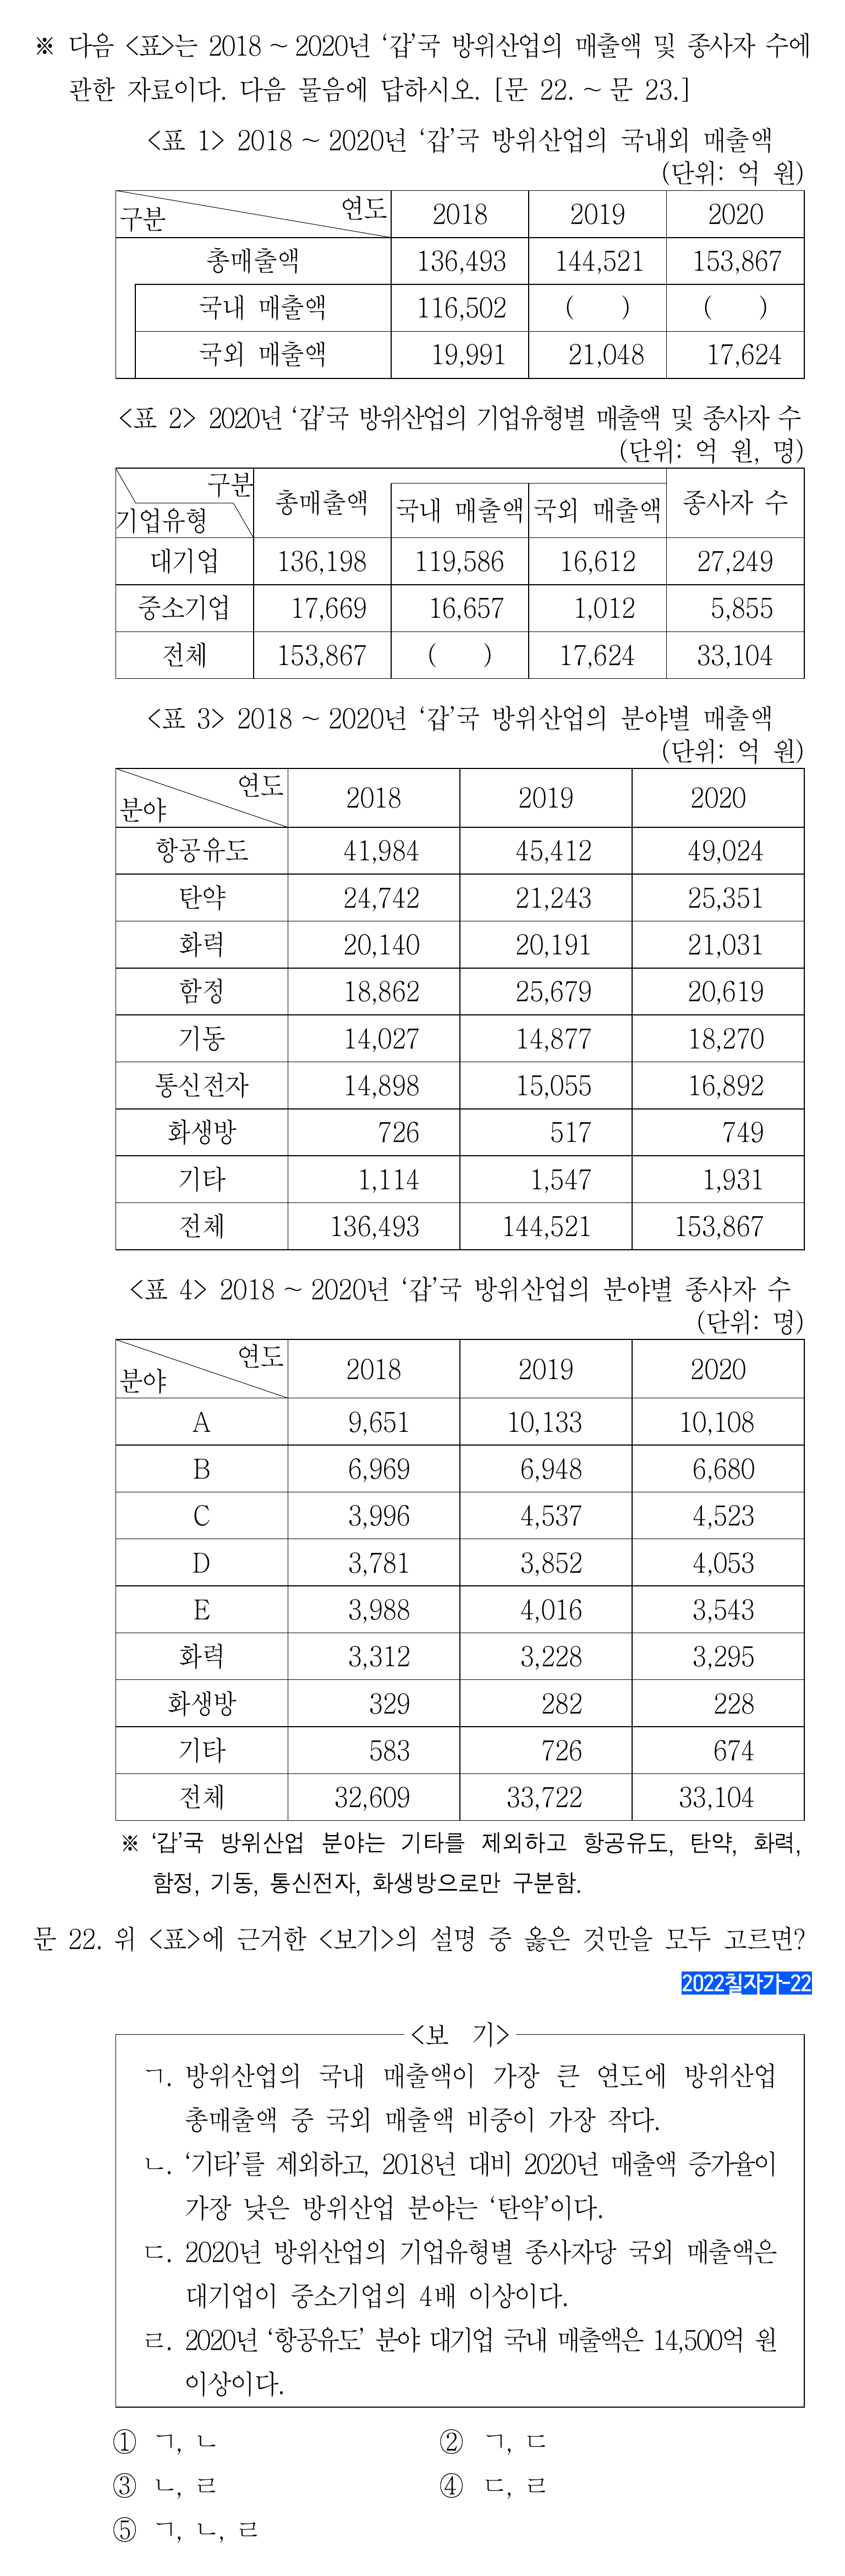 ※ 다음 <표>는 2018 ~ 2020년 ‘갑’국 방위산업의 매출액 및 종사자 수에
관한 자료이다. 다음 물음에 답하시오. [문 22. ~ 문 23.]
<표 1> 2018 ~ 2020년 ‘갑’국 방위산업의 국내외 매출액
(단위: 억 원)
구분 연도 2018 2019 2020
총매출액 136,493 144,521 153,867
국내 매출액 116,502 ( ) ( )
국외 매출액 19,991 21,048 17,624
<표 2> 2020년 ‘갑’국 방위산업의 기업유형별 매출액 및 종사자 수
(단위: 억 원, 명)
구분
기업유형 총매출액 국내 매출액 국외 매출액 종사자 수
대기업 136,198 119,586 16,612 27,249
중소기업 17,669 16,657 1,012 5,855
전체 153,867 ( ) 17,624 33,104
<표 3> 2018 ~ 2020년 ‘갑’국 방위산업의 분야별 매출액
(단위: 억 원)
분야 연도 2018 2019 2020
항공유도 41,984 45,412 49,024
탄약 24,742 21,243 25,351
화력 20,140 20,191 21,031
함정 18,862 25,679 20,619
기동 14,027 14,877 18,270
통신전자 14,898 15,055 16,892
화생방 726 517 749
기타 1,114 1,547 1,931
전체 136,493 144,521 153,867
<표 4> 2018 ~ 2020년 ‘갑’국 방위산업의 분야별 종사자 수
(단위: 명)
분야 연도 2018 2019 2020
A 9,651 10,133 10,108
B 6,969 6,948 6,680
C 3,996 4,537 4,523
D 3,781 3,852 4,053
E 3,988 4,016 3,543
화력 3,312 3,228 3,295
화생방 329 282 228
기타 583 726 674
전체 32,609 33,722 33,104
※ ‘갑’국 방위산업 분야는 기타를 제외하고 항공유도, 탄약, 화력,
함정, 기동, 통신전자, 화생방으로만 구분함.
문 22. 위 <표>에 근거한 <보기>의 설명 중 옳은 것만을 모두 고르면?
2022칠자가-22
<보 기>
ㄱ. 방위산업의 국내 매출액이 가장 큰 연도에 방위산업
총매출액 중 국외 매출액 비중이 가장 작다.
ㄴ. ‘기타’를 제외하고, 2018년 대비 2020년 매출액 증가율이
가장 낮은 방위산업 분야는 ‘탄약’이다.
ㄷ. 2020년 방위산업의 기업유형별 종사자당 국외 매출액은
대기업이 중소기업의 4배 이상이다.
ㄹ. 2020년 ‘항공유도’ 분야 대기업 국내 매출액은 14,500억 원
이상이다.
① ㄱ, ㄴ ② ㄱ, ㄷ
③ ㄴ, ㄹ ④ ㄷ, ㄹ
⑤ ㄱ, ㄴ, ㄹ